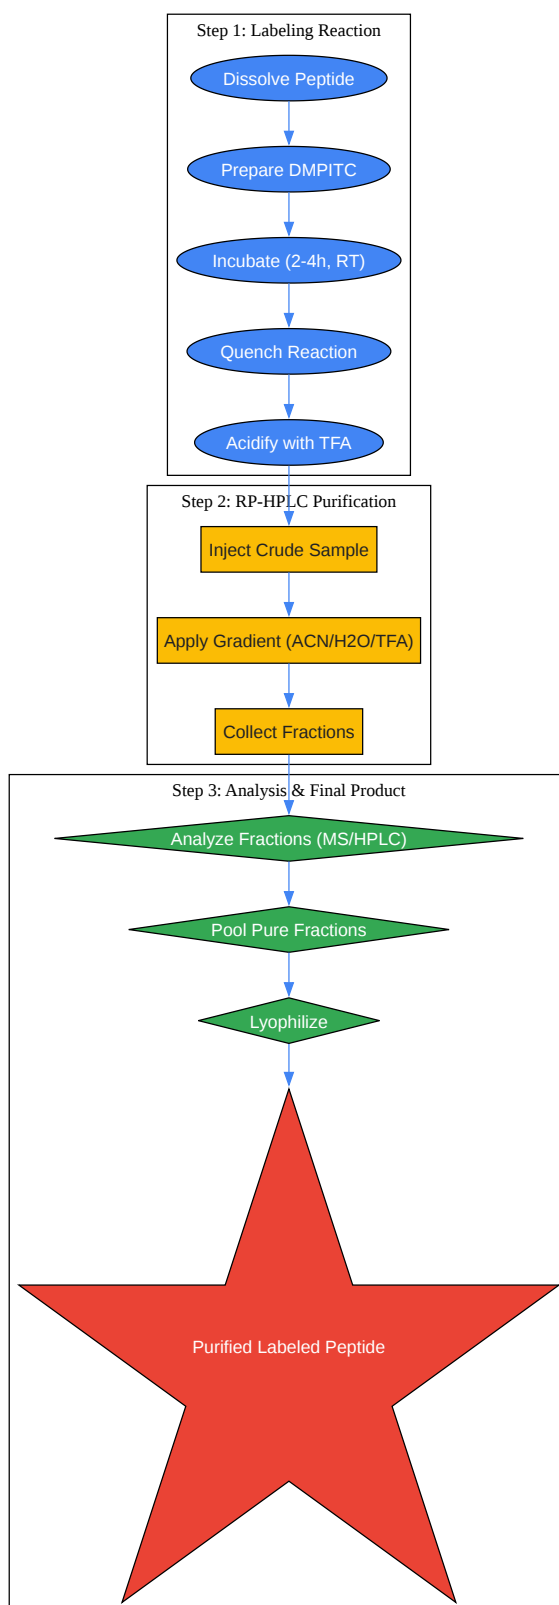 Step 1: Labeling Reaction
Dissolve Peptide
Prepare DMPITC
Incubate (2-4h, RT)
Quench Reaction
Acidify with TFA
Step 2: RP-HPLC Purification
Inject Crude Sample
Apply Gradient (ACN/H2O/TFA)
Collect Fractions
Step 3: Analysis & Final Product
Analyze Fractions (MS/HPLC)
Pool Pure Fractions
Lyophilize
Purified Labeled Peptide